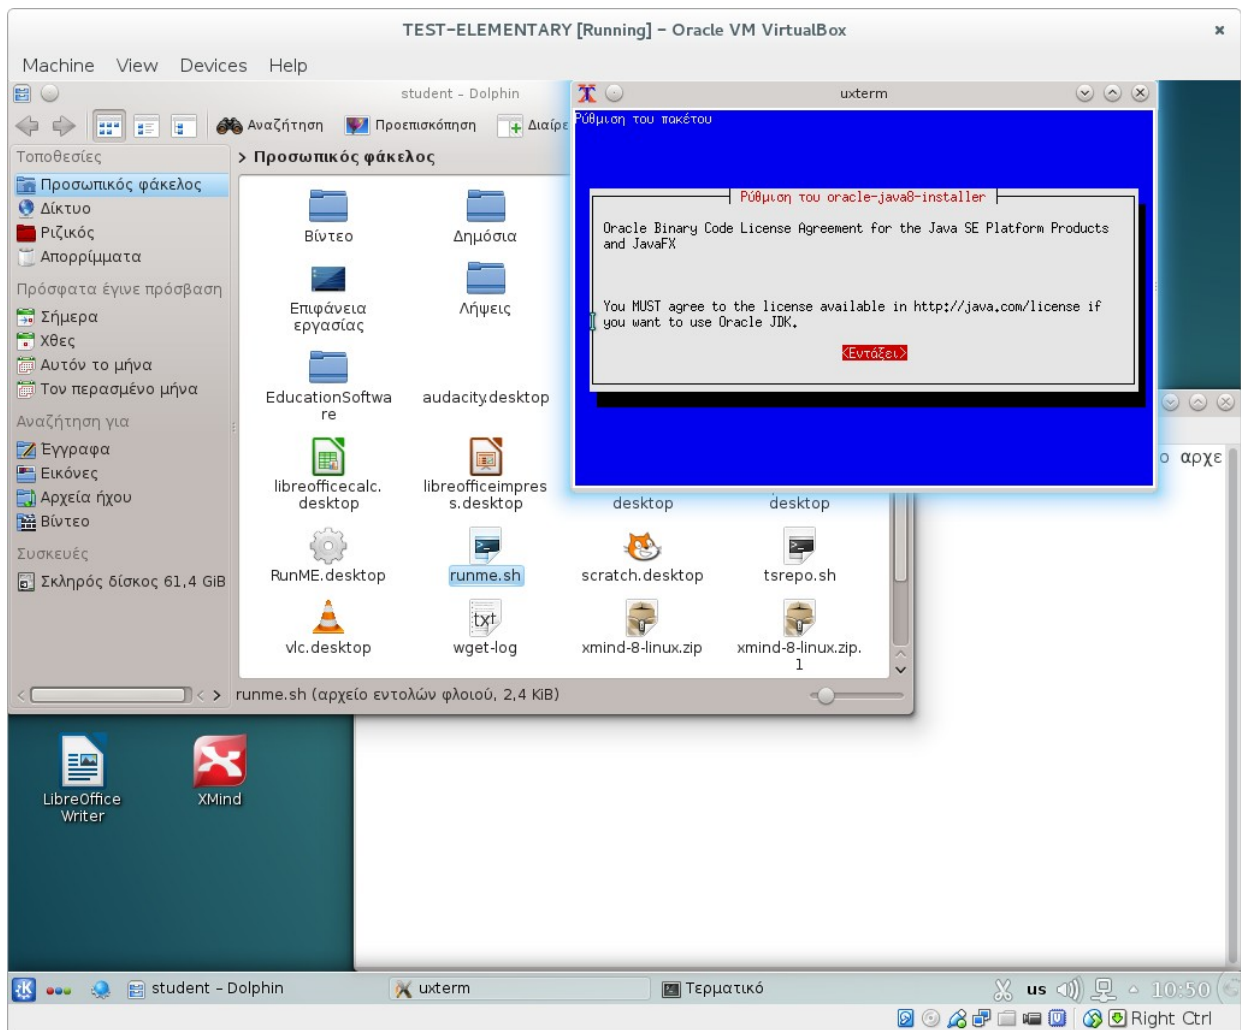 TEST-ELEMENTARY [Running] - Oracle VM VirtualBox
Machine View Devices Help
student - Dolphin
Αναζήτηση Προεπισκόπηση Διαίρε
Τοποθεσίες
Προσωπικός φάκελος
Δίκτυο
Ριζικός
Απορρίμματα
Πρόσφατα έγινε πρόσβαση
Σήμερα
Χθες
Αυτόν το μήνα
Τον περασμένο μήνα
Αναζήτηση για
Έγγραφα
Εικόνες
Αρχεία ήχου
Βίντεο
Συσκευές
Σκληρός δίσκος 61,4 GiB
> Προσωπικός φάκελος
Βίντεο
Δημόσια
Επιφάνεια
εργασίας
Λήψεις
EducationSoftwa
re
audacity.desktop
libreofficecalc.
desktop
libreofficeimpres
s.desktop
desktop
desktop
RunME.desktop
runme.sh
scratch.desktop
tsrepo.sh
vlc.desktop
txt
wget-log
xmind-8-linux.zip
xmind-8-linux.zip.
1
runme.sh (αρχείο εντολών φλοιού, 2,4 KiB)
uxterm
Ρύθμιση του πακέτου
Ρύθμιση του oracle-java8-installer
Oracle Binary Code License Agreement for the Java SE Platform Products
and JavaFX
You MUST agree to the license available in http://java.com/license if
you want to use Oracle JDK.
<Εντάξει>
ο αρχε
LibreOffice
Writer
XMind
student - Dolphin
uxterm
Τερματικό
us
10:50
Right Ctrl